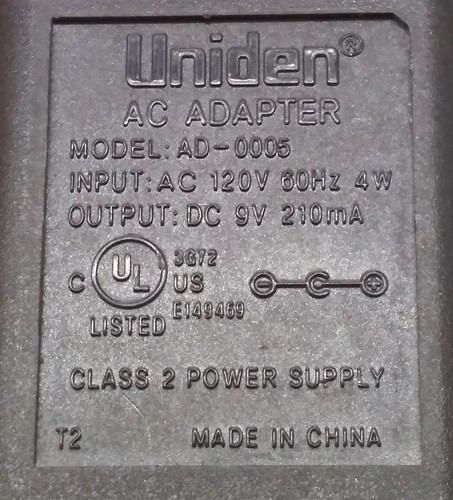 Uniden®
AC ADAPTER
MODEL: AD-0005
INPUT: AC 120V 60Hz 4W
OUTPUT: DC 9V 210mA
3G72
C UL US
E149469
LISTED
CLASS 2 POWER SUPPLY
T2 MADE IN CHINA